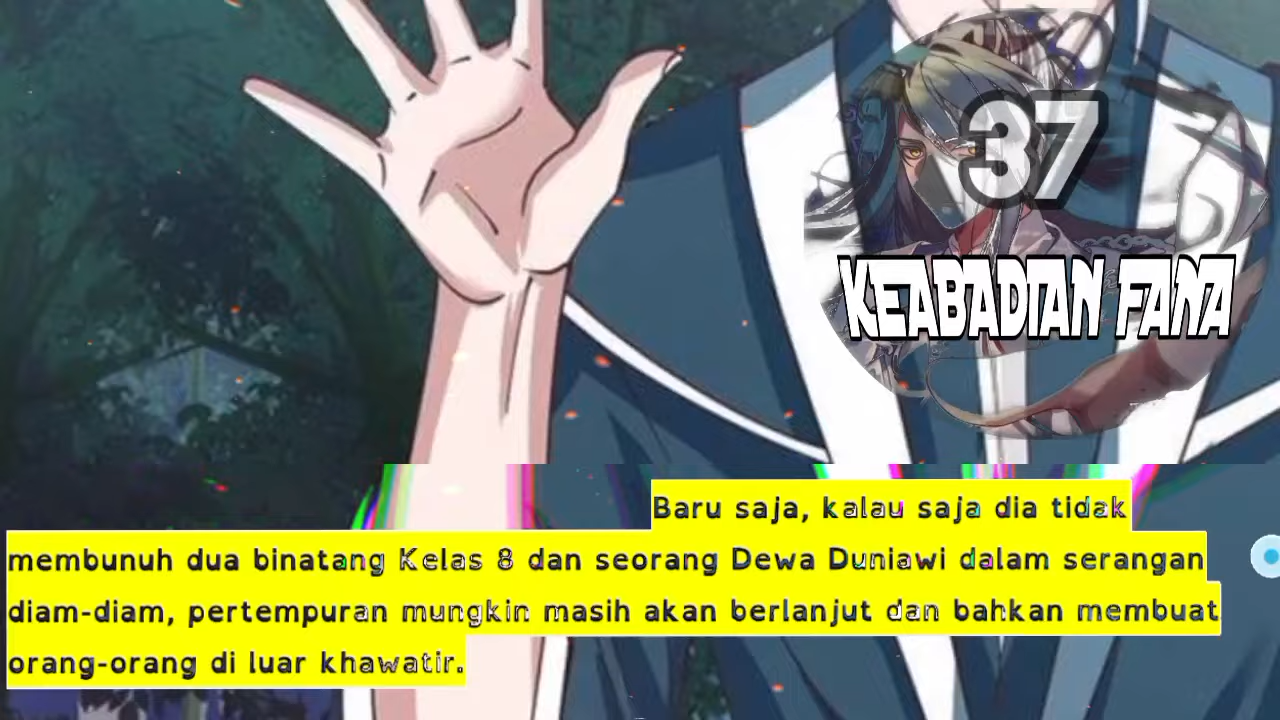 37
KEABADIAN FANA
Baru saja, kalau saja dia tidak
membunuh dua binatang Kelas 8 dan seorang Dewa Duniawi dalam serangan
diam-diam, pertempuran mungkin masih akan berlanjut dan bahkan membuat
orang-orang di luar khawatir.